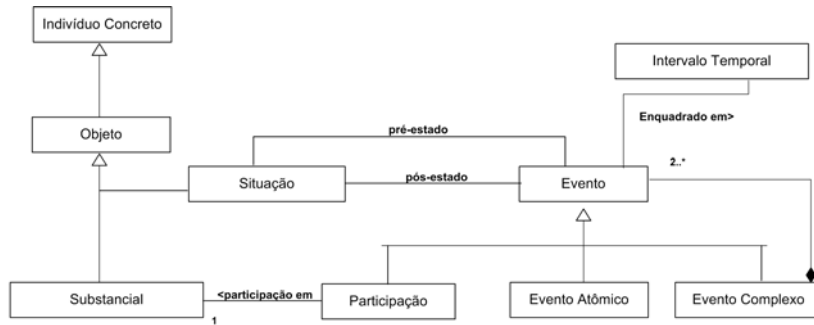 Indivíduo Concreto
Intervalo Temporal
Enquadrado em>
Objeto
pré-estado
2..*
Situação
pós-estado
Evento
Substancial
<participação em
1
Participação
Evento Atômico
Evento Complexo